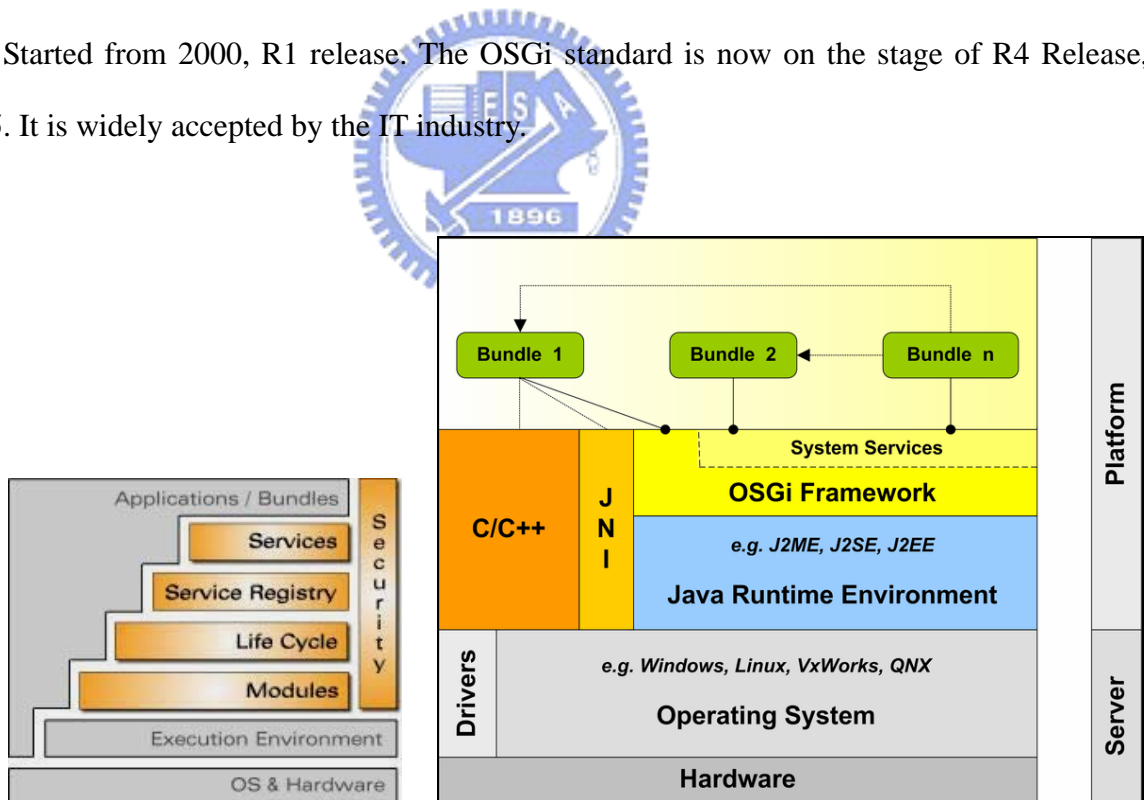 Started from 2000, R1 release. The OSGi standard is now on the stage of R4 Release,
5. It is widely accepted by the IT industry.
E S A
1896
Applications / Bundles
Services
Service Registry
Life Cycle
Modules
Security
Execution Environment
OS & Hardware
Bundle 1
Bundle 2
Bundle n
System Services
OSGi Framework
C/C++
JNI
e.g. J2ME, J2SE, J2EE
Java Runtime Environment
Drivers
e.g. Windows, Linux, VxWorks, QNX
Operating System
Hardware
Platform
Server